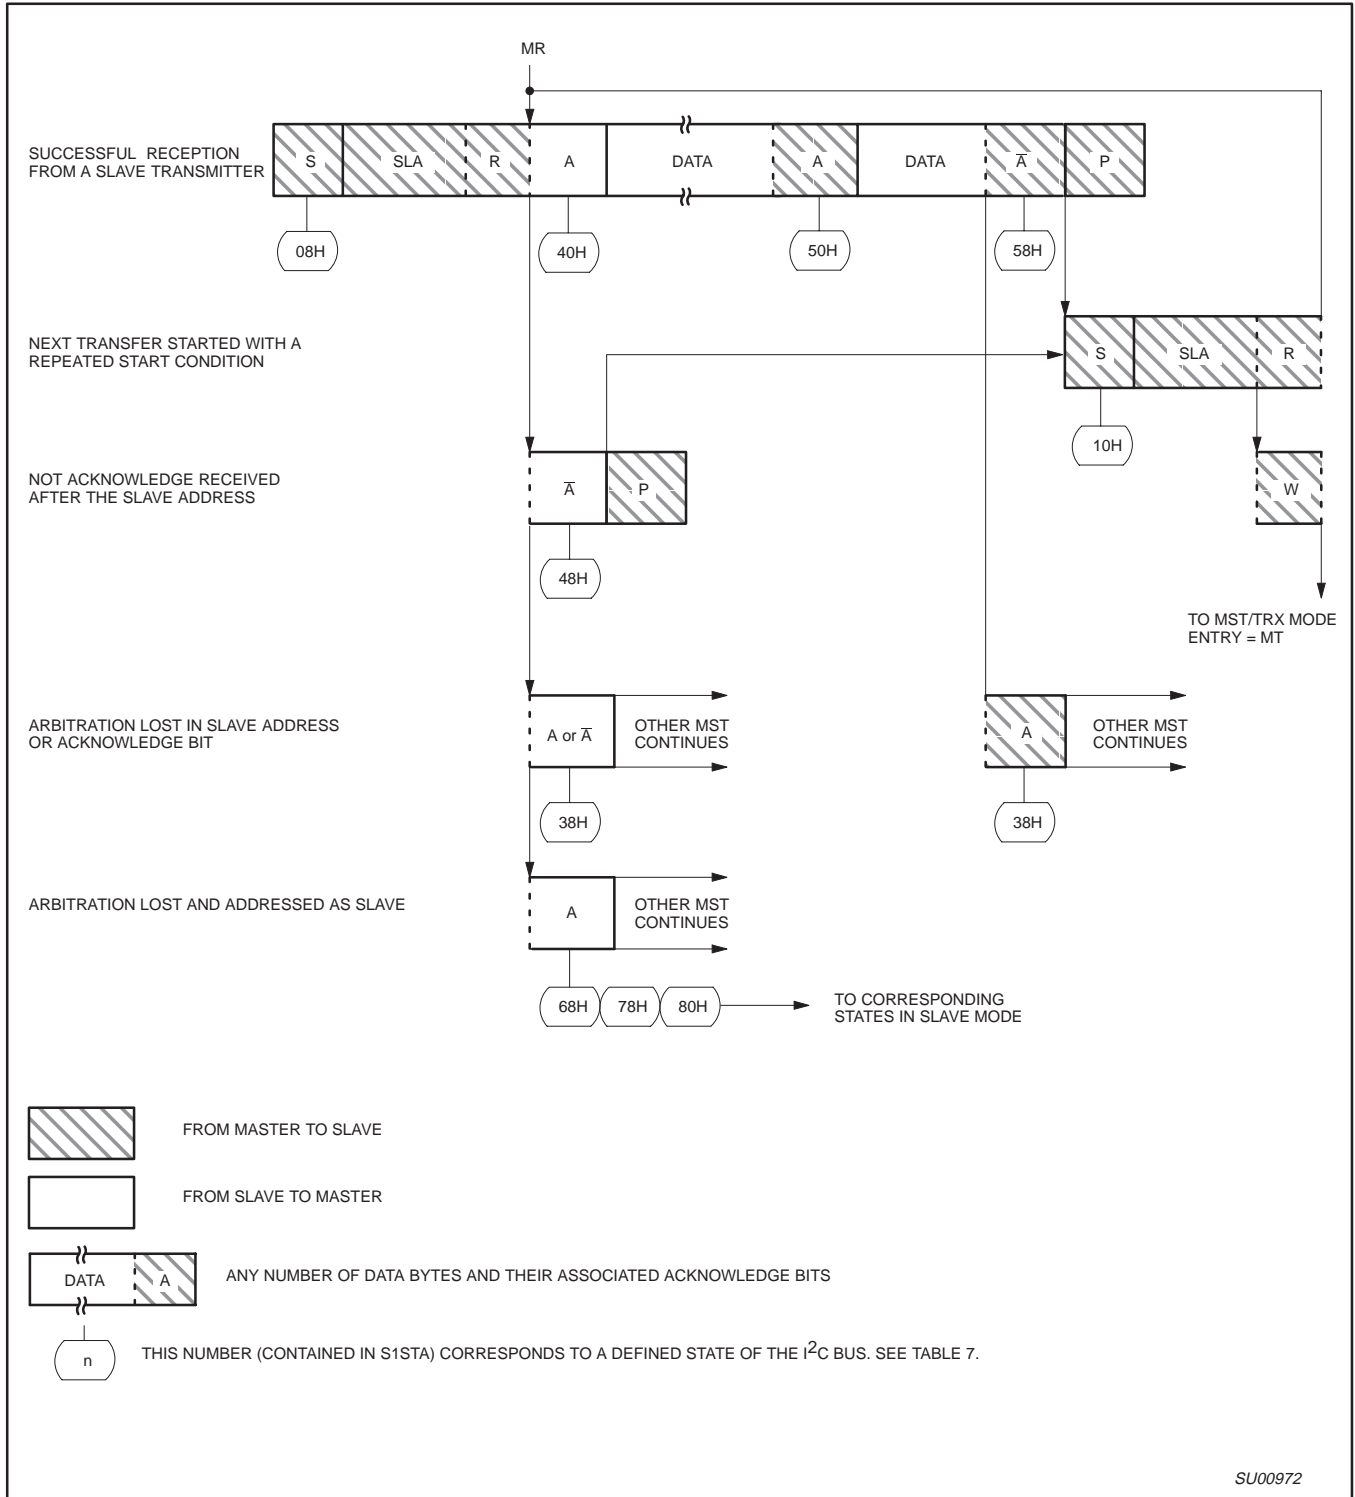 MR
SUCCESSFUL RECEPTION
FROM A SLAVE TRANSMITTER
S SLA R A DATA A DATA A̅ P
08H 40H 50H 58H
NEXT TRANSFER STARTED WITH A
REPEATED START CONDITION
S SLA R
10H
NOT ACKNOWLEDGE RECEIVED
AFTER THE SLAVE ADDRESS
A̅ P
W
48H
TO MST/TRX MODE
ENTRY = MT
ARBITRATION LOST IN SLAVE ADDRESS
OR ACKNOWLEDGE BIT
A or A̅
OTHER MST
CONTINUES
A
OTHER MST
CONTINUES
38H 38H
ARBITRATION LOST AND ADDRESSED AS SLAVE
A
OTHER MST
CONTINUES
68H 78H 80H
TO CORRESPONDING
STATES IN SLAVE MODE
FROM MASTER TO SLAVE
FROM SLAVE TO MASTER
DATA A ANY NUMBER OF DATA BYTES AND THEIR ASSOCIATED ACKNOWLEDGE BITS
n THIS NUMBER (CONTAINED IN S1STA) CORRESPONDS TO A DEFINED STATE OF THE I²C BUS. SEE TABLE 7.
SU00972